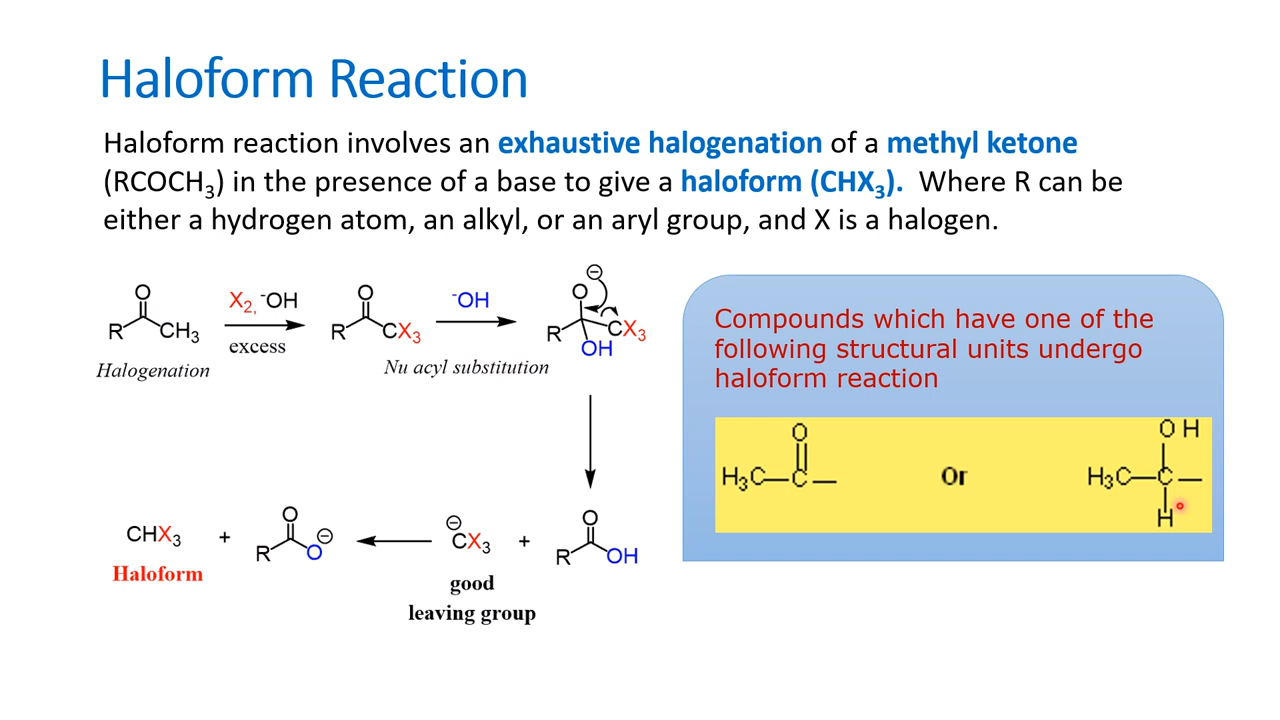 Haloform Reaction
Haloform reaction involves an exhaustive halogenation of a methyl ketone
(RCOCH₃) in the presence of a base to give a haloform (CHX₃). Where R can be
either a hydrogen atom, an alkyl, or an aryl group, and X is a halogen.
O
R CH₃
Halogenation
X₂, ⁻OH
excess
O
R CX₃
⁻OH
Nu acyl substitution
⊖
O
R CX₃
OH
CHX₃
Haloform
+
O
R O ⊖
⊖
CX₃
good
leaving group
+
O
R OH
Compounds which have one of the
following structural units undergo
haloform reaction
O
H₃C—C—
Or
OH
H₃C—C—
H